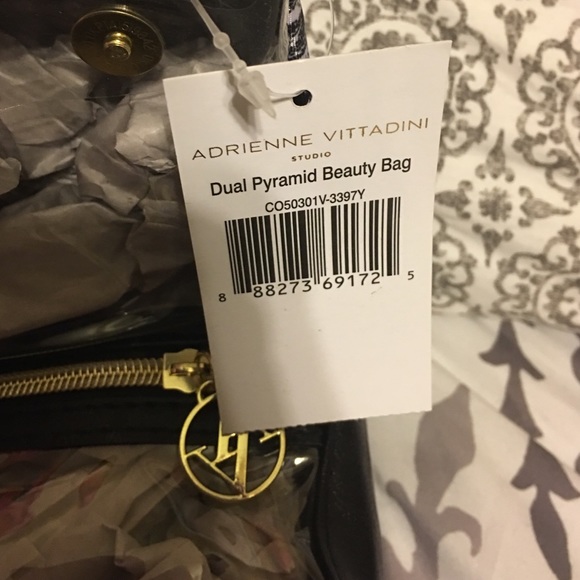 ADRIENNE VITTADINI
STUDIO
Dual Pyramid Beauty Bag
CO50301V-3397Y
8 88273 69172 5